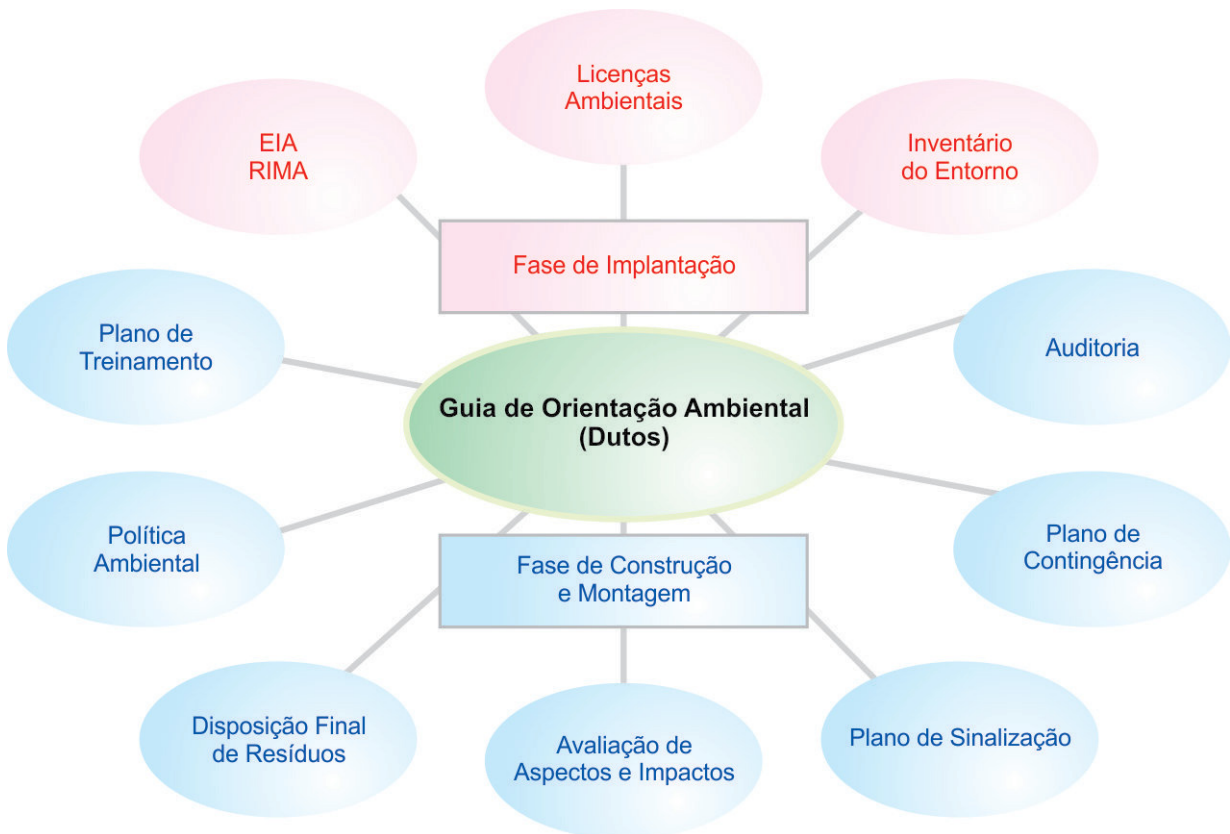 Licenças
Ambientais
EIA
RIMA
Inventário
do Entorno
Fase de Implantação
Plano de
Treinamento
Auditoria
Guia de Orientação Ambiental
(Dutos)
Política
Ambiental
Fase de Construção
e Montagem
Plano de
Contingência
Disposição Final
de Resíduos
Avaliação de
Aspectos e Impactos
Plano de Sinalização